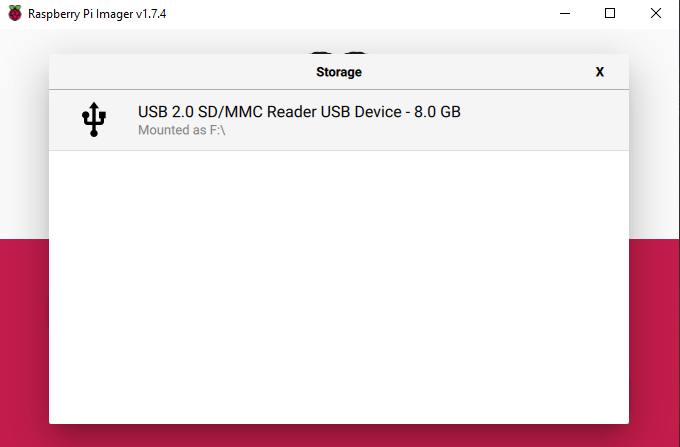 Raspberry Pi Imager v1.7.4
Storage
X
USB 2.0 SD/MMC Reader USB Device - 8.0 GB
Mounted as F:\